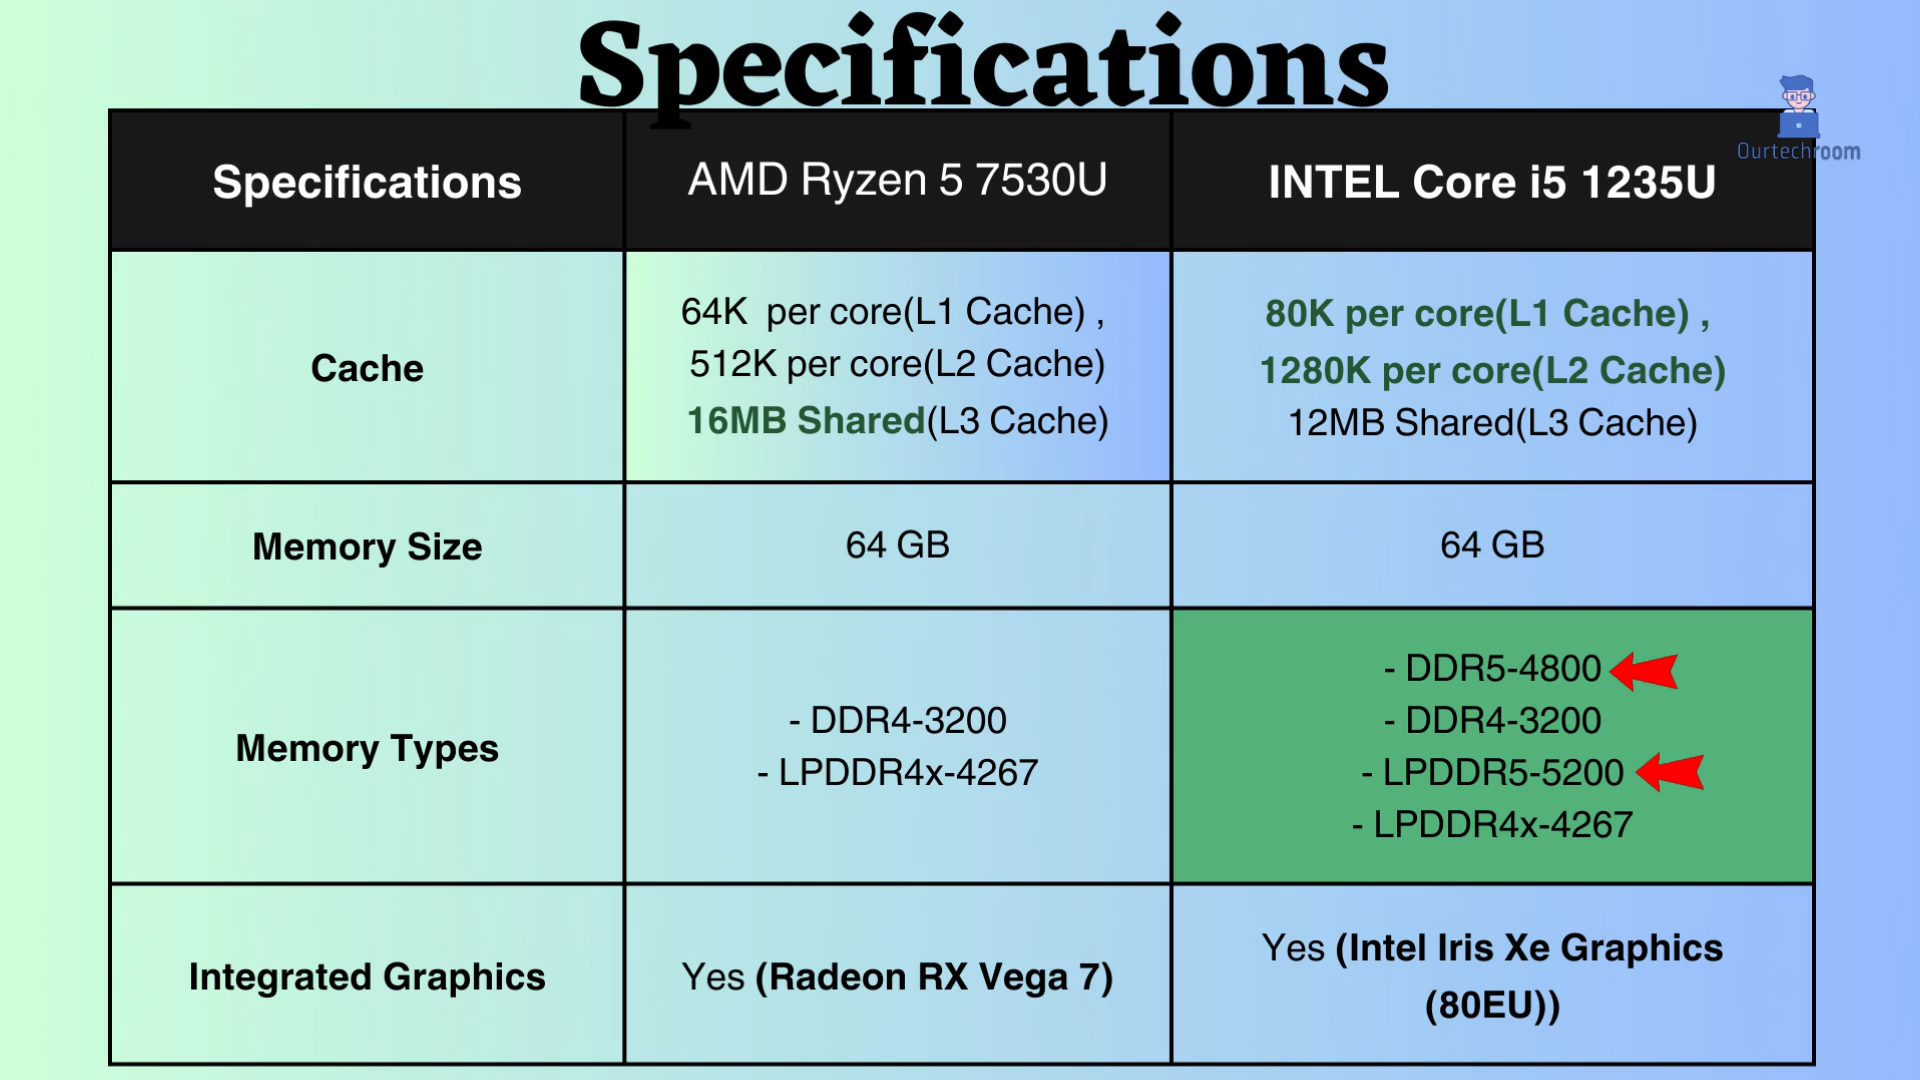 Specifications
Ourtechroom
Specifications
AMD Ryzen 5 7530U
INTEL Core i5 1235U
Cache
64K per core(L1 Cache) ,
512K per core(L2 Cache)
16MB Shared(L3 Cache)
80K per core(L1 Cache) ,
1280K per core(L2 Cache)
12MB Shared(L3 Cache)
Memory Size
64 GB
64 GB
Memory Types
- DDR4-3200
- LPDDR4x-4267
- DDR5-4800
- DDR4-3200
- LPDDR5-5200
- LPDDR4x-4267
Integrated Graphics
Yes (Radeon RX Vega 7)
Yes (Intel Iris Xe Graphics
(80EU))